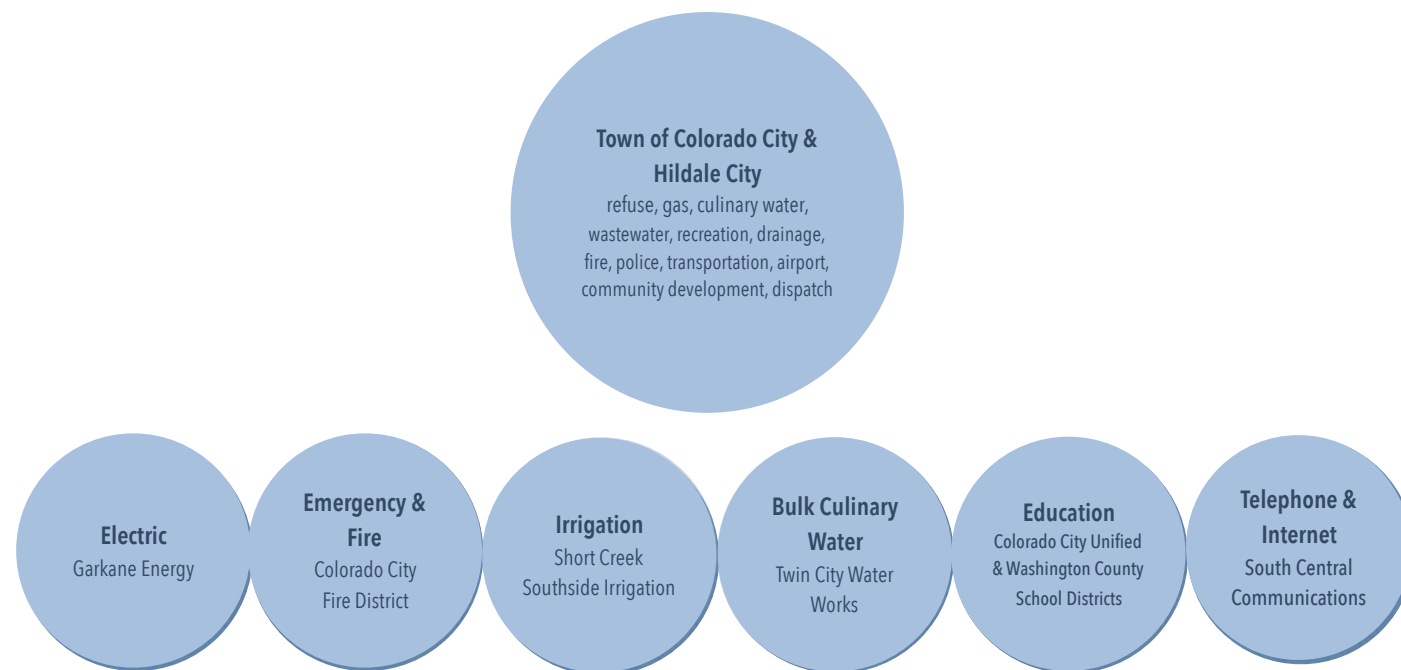 Town of Colorado City &
Hildale City
refuse, gas, culinary water,
wastewater, recreation, drainage,
fire, police, transportation, airport,
community development, dispatch
Electric
Garkane Energy
Emergency &
Fire
Colorado City
Fire District
Irrigation
Short Creek
Southside Irrigation
Bulk Culinary
Water
Twin City Water
Works
Education
Colorado City Unified
& Washington County
School Districts
Telephone &
Internet
South Central
Communications